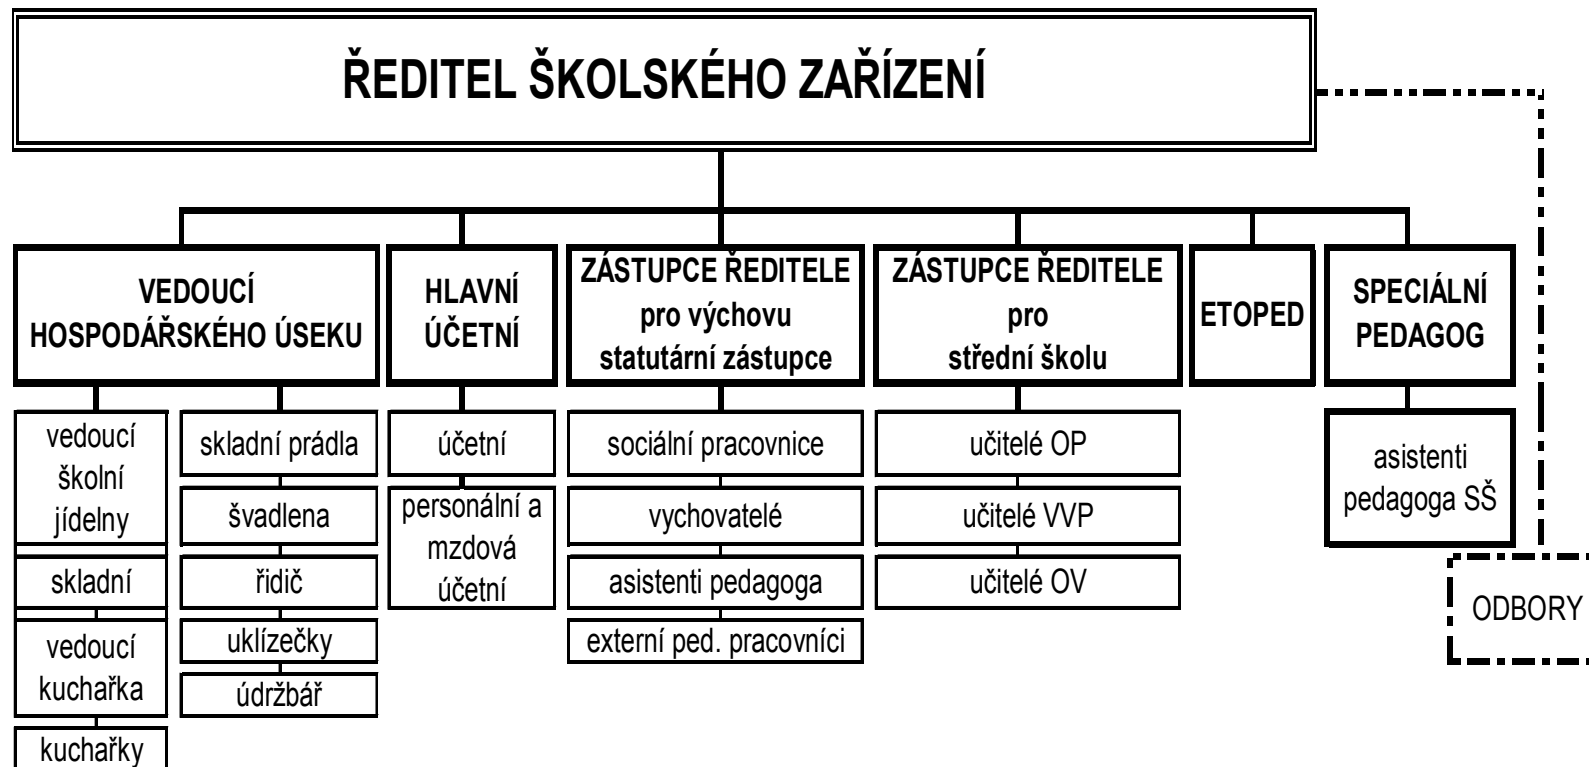 ŘEDITEL ŠKOLSKÉHO ZAŘÍZENÍ
VEDOUCÍ
HOSPODÁŘSKÉHO ÚSEKU
HLAVNÍ
ÚČETNÍ
ZÁSTUPCE ŘEDITELE
pro výchovu
statutární zástupce
ZÁSTUPCE ŘEDITELE
pro
střední školu
ETOPED
SPECIÁLNÍ
PEDAGOG
vedoucí
školní
jídelny
skladní
vedoucí
kuchařka
kuchařky
skladní prádla
švadlena
řidič
uklízečky
údržbář
účetní
personální a
mzdová
účetní
sociální pracovnice
vychovatelé
asistenti pedagoga
externí ped. pracovníci
učitelé OP
učitelé VVP
učitelé OV
asistenti
pedagoga SŠ
ODBORY